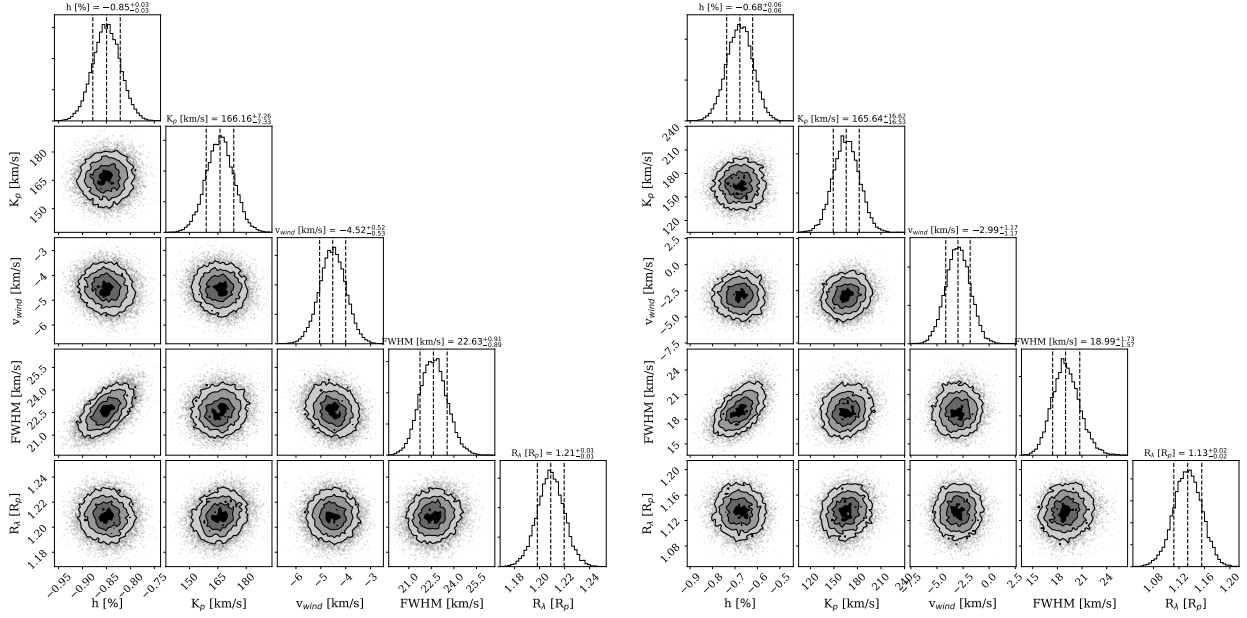 h [%] = −0.85+0.03−0.03
K_p [km/s] = 166.16+7.26−7.33
180
165
150
K_p [km/s]
v_wind [km/s] = −4.52+0.52−0.53
−3
−4
−5
−6
v_wind [km/s]
FWHM [km/s] = 22.63+0.91−0.89
25.5
24.0
22.5
21.0
FWHM [km/s]
R_λ [R_p] = 1.21+0.01−0.01
1.24
1.22
1.20
1.18
R_λ [R_p]
−0.95 −0.90 −0.85 −0.80 −0.75
150 165 180
−6 −5 −4 −3
21.0 22.5 24.0 25.5
1.18 1.20 1.22 1.24
h [%] K_p [km/s] v_wind [km/s] FWHM [km/s] R_λ [R_p]
h [%] = −0.68+0.06−0.06
K_p [km/s] = 165.64+16.62−16.53
240
210
180
150
120
K_p [km/s]
v_wind [km/s] = −2.99+1.17−1.17
2.5
0.0
−2.5
−5.0
−7.5
v_wind [km/s]
FWHM [km/s] = 18.99+1.73−1.57
24
21
18
15
FWHM [km/s]
R_λ [R_p] = 1.13+0.02−0.02
1.20
1.16
1.12
1.08
R_λ [R_p]
−0.9 −0.8 −0.7 −0.6 −0.5
120 150 180 210 240
−7.5 −5.0 −2.5 0.0 2.5
15 18 21 24
1.08 1.12 1.16 1.20
h [%] K_p [km/s] v_wind [km/s] FWHM [km/s] R_λ [R_p]